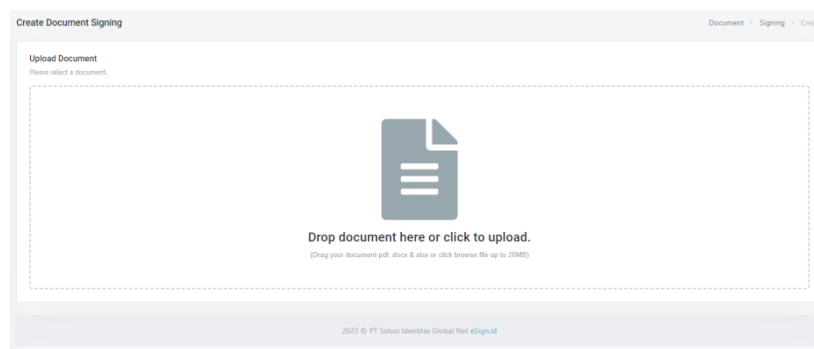 Create Document Signing
Document › Signing ›
Upload Document
Please select a document.
Drop document here or click to upload.
(Drag your document pdf, docx & xlsx or click browse file up to 20MB)
2023 © PT Solusi Identitas Global Net eSign.id